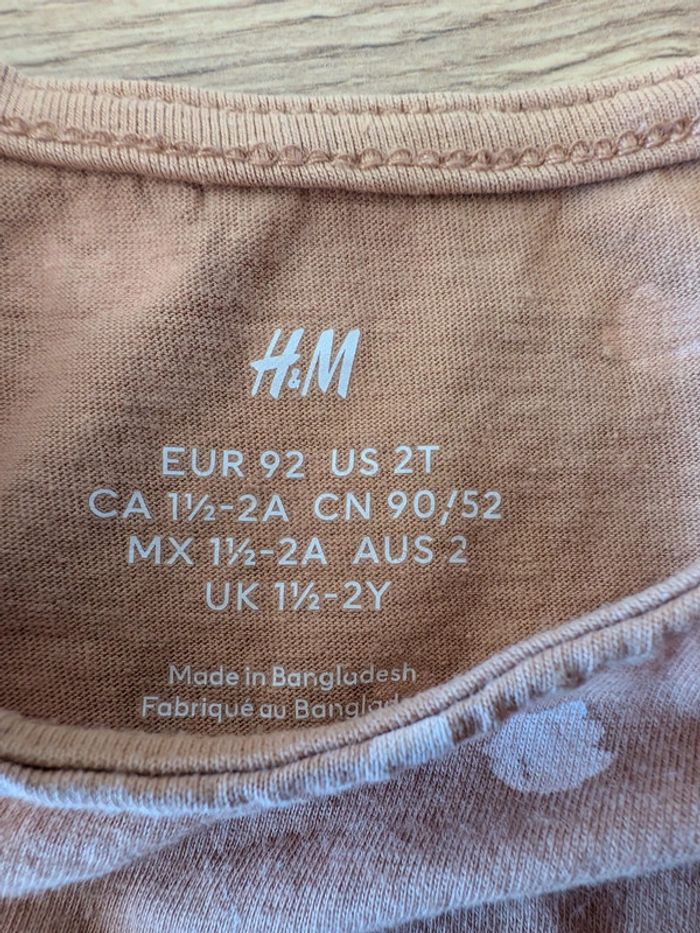 H&M
EUR 92 US 2T
CA 1½-2A CN 90/52
MX 1½-2A AUS 2
UK 1½-2Y
Made in Bangladesh
Fabriqué au